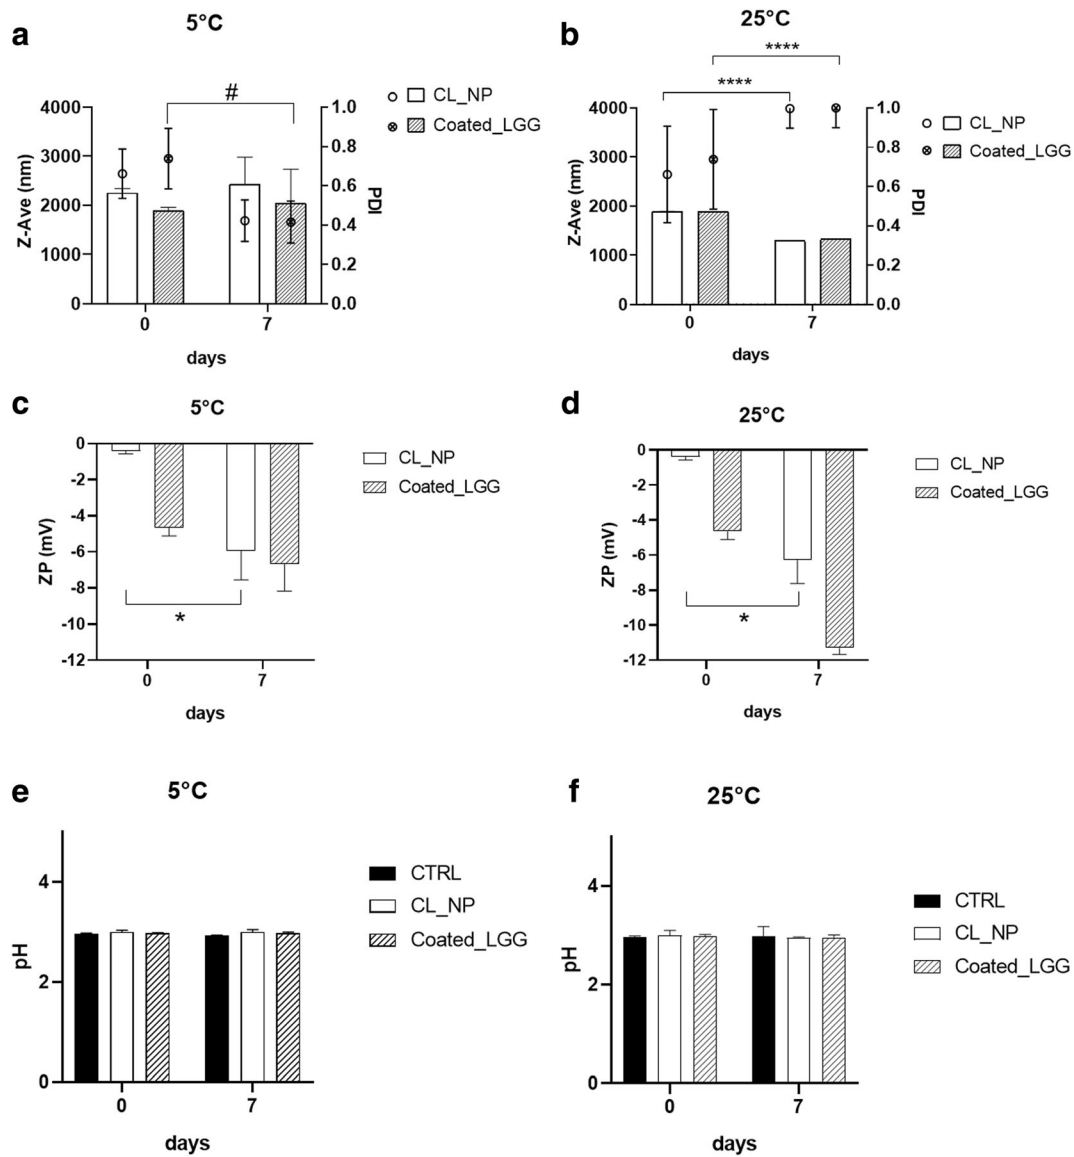 a
5°C
#
4000
3000
2000
1000
0
Z-Ave (nm)
1.0
0.8
0.6
0.4
0.2
0.0
PDI
CL_NP
Coated_LGG
0 7
days
b
25°C
****
****
4000
3000
2000
1000
0
Z-Ave (nm)
1.0
0.8
0.6
0.4
0.2
0.0
PDI
CL_NP
Coated_LGG
0 7
days
c
5°C
0
-2
-4
-6
-8
-10
-12
ZP (mV)
*
CL_NP
Coated_LGG
0 7
days
d
25°C
0
-2
-4
-6
-8
-10
-12
ZP (mV)
*
CL_NP
Coated_LGG
0 7
days
e
5°C
4
2
0
pH
CTRL
CL_NP
Coated_LGG
0 7
days
f
25°C
4
2
0
pH
CTRL
CL_NP
Coated_LGG
0 7
days